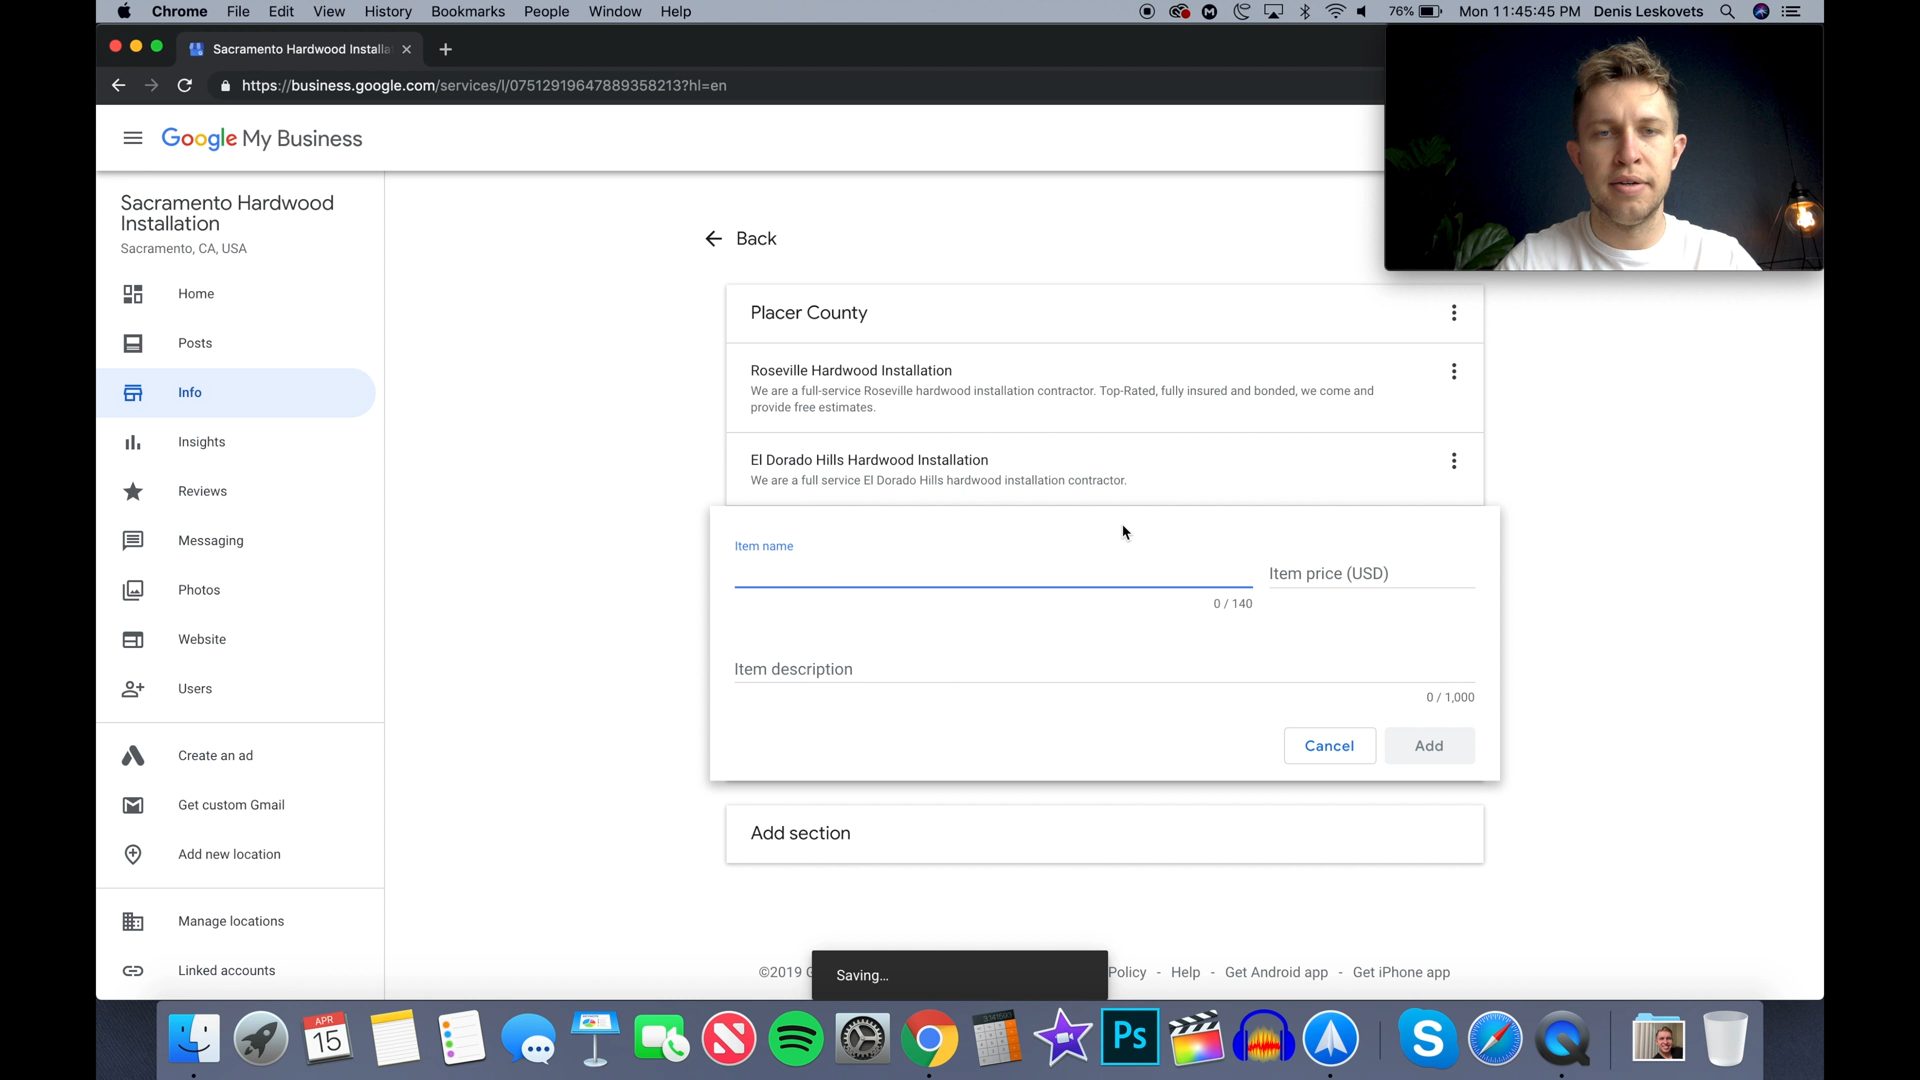 Chrome File Edit View History Bookmarks People Window Help
76% Mon 11:45:45 PM Denis Leskovets
Sacramento Hardwood Installa
https://business.google.com/services/l/07512919647889358213?hl=en
Google My Business
Sacramento Hardwood
Installation
Sacramento, CA, USA
Home
Posts
Info
Insights
Reviews
Messaging
Photos
Website
Users
Create an ad
Get custom Gmail
Add new location
Manage locations
Linked accounts
Back
Placer County
Roseville Hardwood Installation
We are a full-service Roseville hardwood installation contractor. Top-Rated, fully insured and bonded, we come and
provide free estimates.
El Dorado Hills Hardwood Installation
We are a full service El Dorado Hills hardwood installation contractor.
Item name
Item price (USD)
0 / 140
Item description
0 / 1,000
Cancel Add
Add section
©2019 G
Saving...
Policy - Help - Get Android app - Get iPhone app
APR
15
3.141593
Ps
S